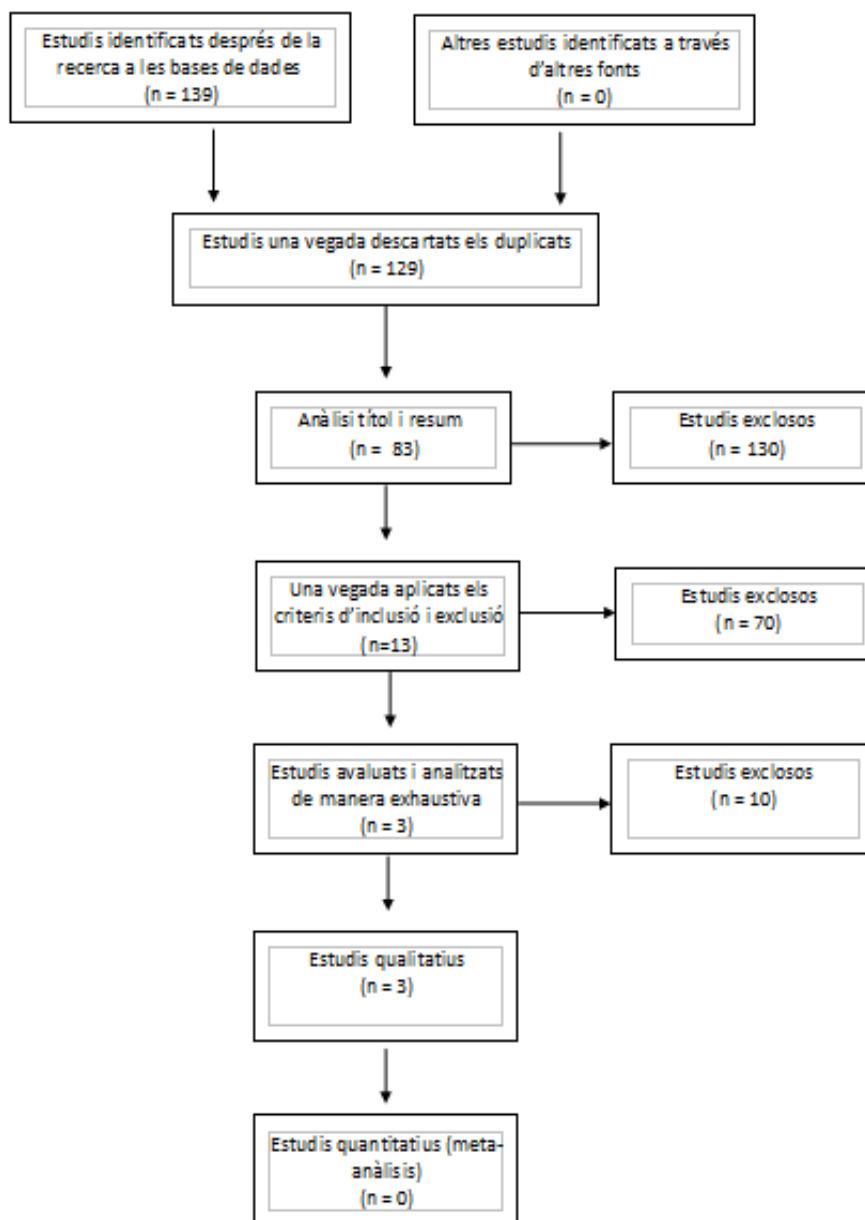 Estudis identificats després de la
recerca a les bases de dades
(n = 139)
Altres estudis identificats a través
d'altres fonts
(n = 0)
Estudis una vegada descartats els duplicats
(n = 129)
Anàlisi títol i resum
(n = 83)
Estudis exclosos
(n = 130)
Una vegada aplicats els
criteris d'inclusió i exclusió
(n=13)
Estudis exclosos
(n = 70)
Estudis avaluats i analitzats
de manera exhaustiva
(n = 3)
Estudis exclosos
(n = 10)
Estudis qualitatius
(n = 3)
Estudis quantitatius (meta-
anàlisis)
(n = 0)